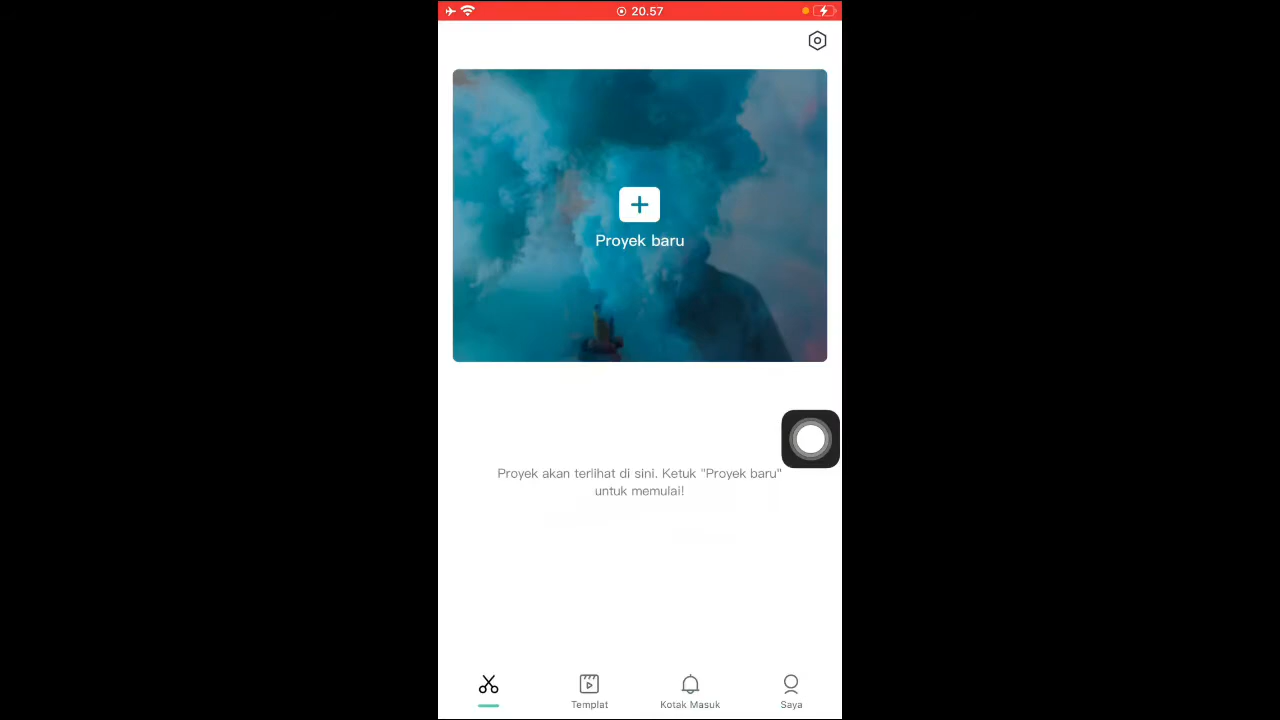 20.57
Proyek baru
Proyek akan terlihat di sini. Ketuk "Proyek baru"
untuk memulai!
Templat
Kotak Masuk
Saya